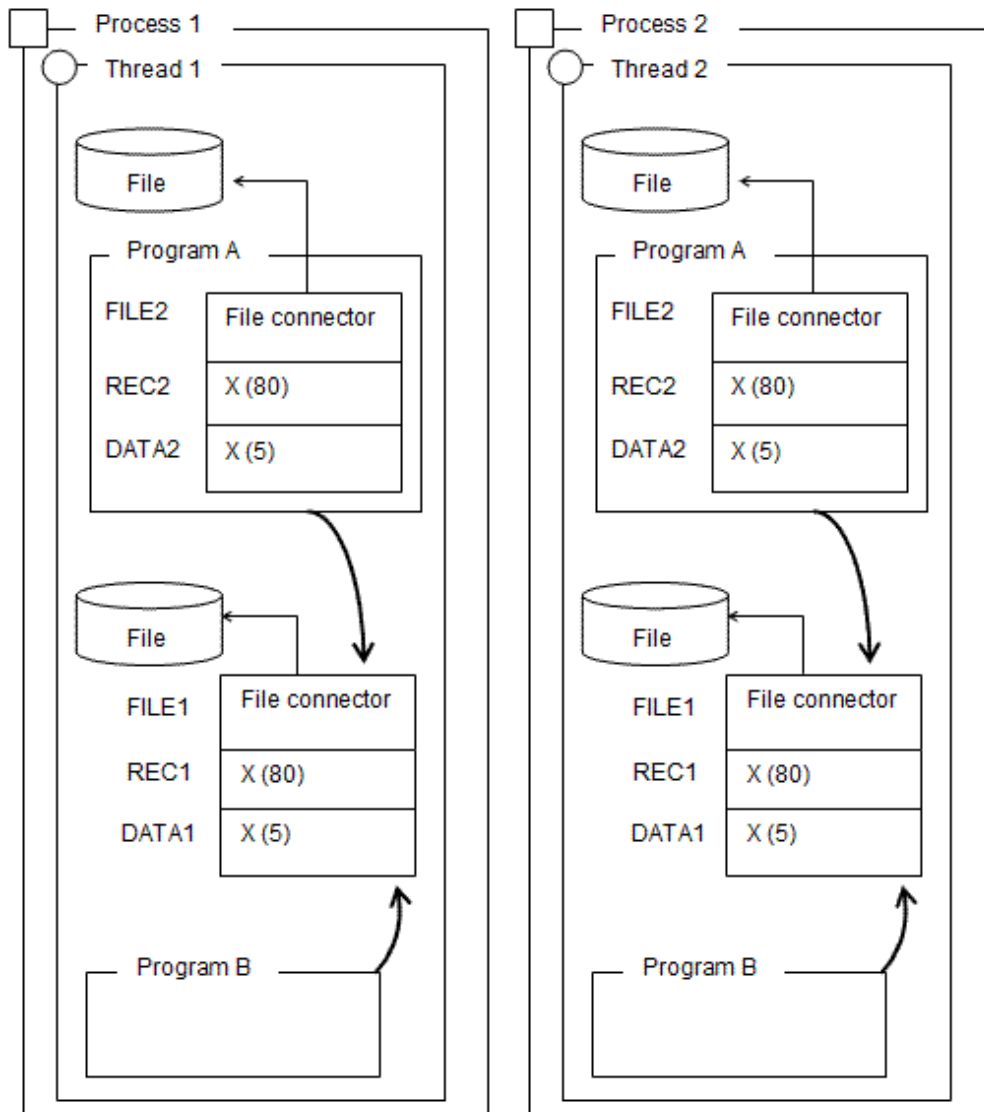 Process 1
Thread 1
File
Program A
FILE2 File connector
REC2 X (80)
DATA2 X (5)
File
FILE1 File connector
REC1 X (80)
DATA1 X (5)
Program B
Process 2
Thread 2
File
Program A
FILE2 File connector
REC2 X (80)
DATA2 X (5)
File
FILE1 File connector
REC1 X (80)
DATA1 X (5)
Program B